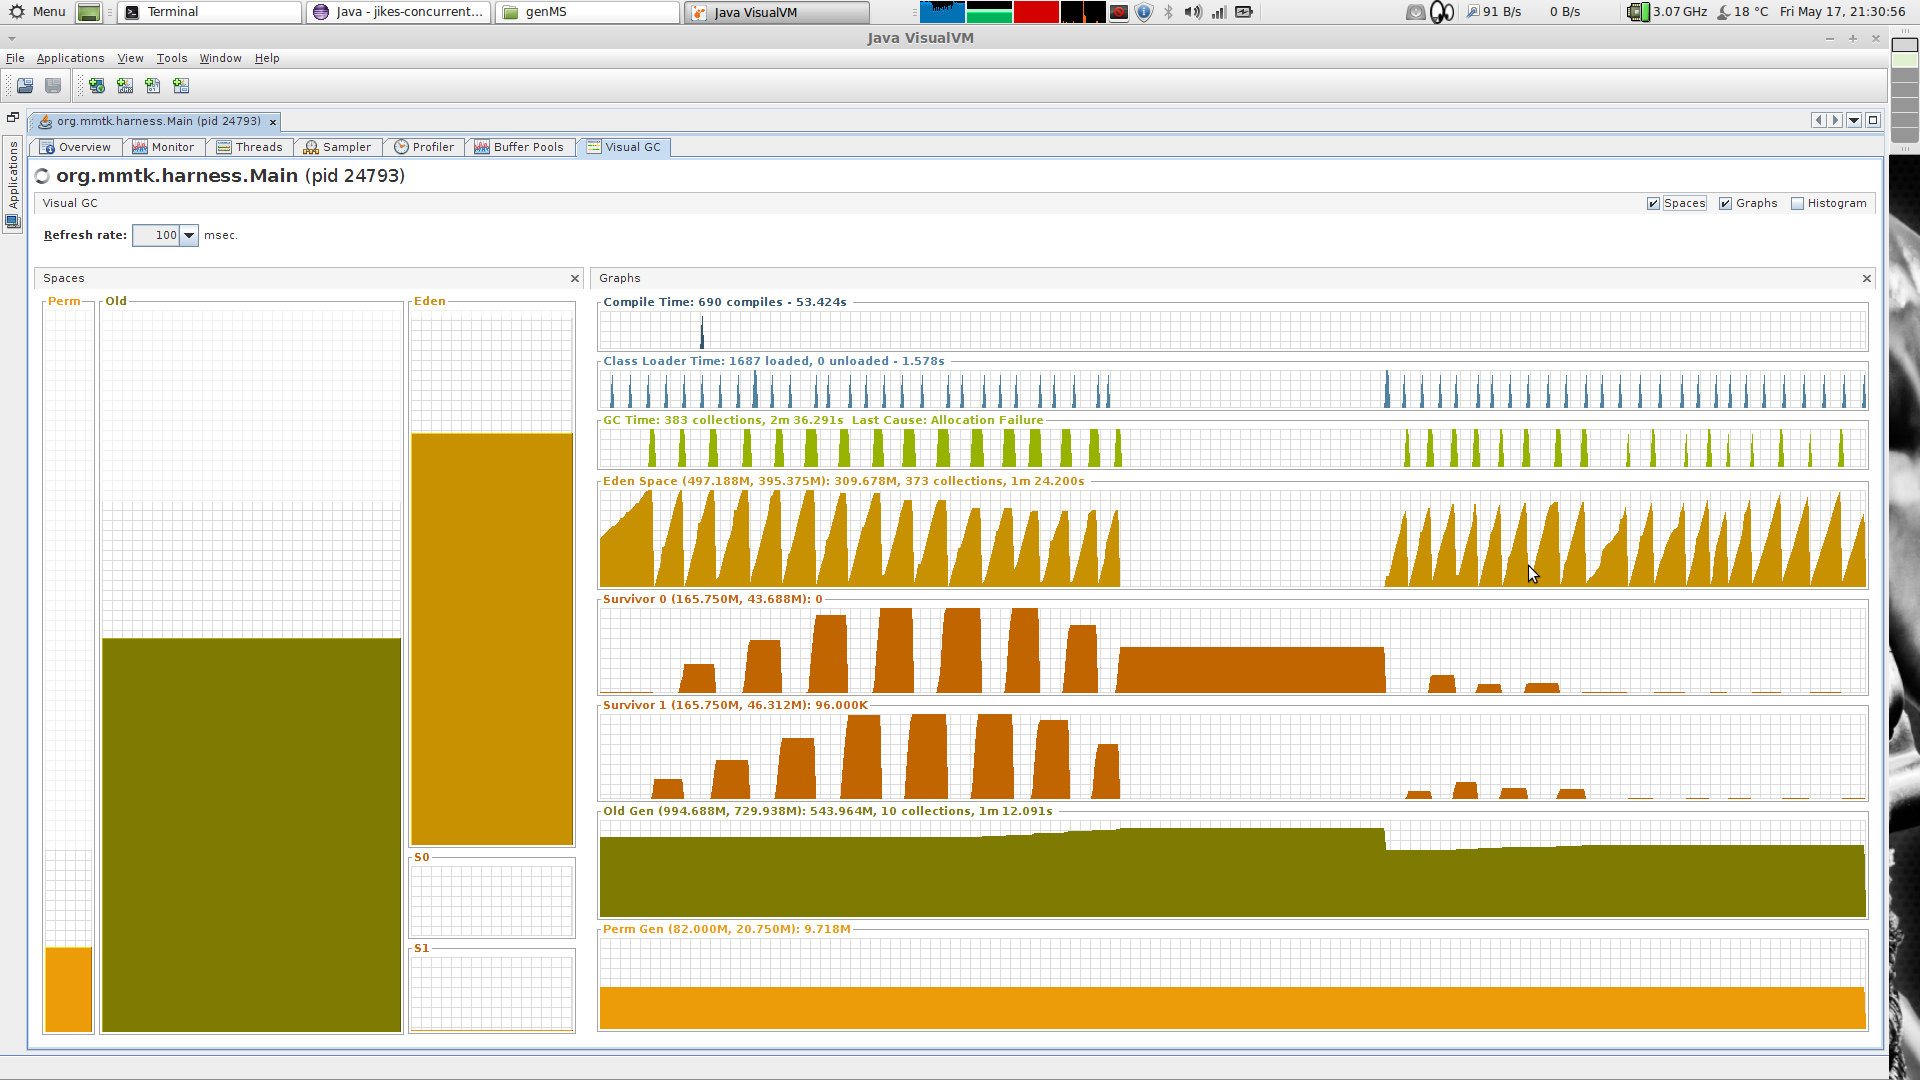 Menu
Terminal
Java - jikes-concurrent...
genMS
Java VisualVM
91 B/s
0 B/s
3.07 GHz
18 °C
Fri May 17, 21:30:56
Java VisualVM
File Applications View Tools Window Help
org.mmtk.harness.Main (pid 24793)
Applications
Overview Monitor Threads Sampler Profiler Buffer Pools Visual GC
org.mmtk.harness.Main (pid 24793)
Visual GC
Spaces Graphs Histogram
Refresh rate: 100 msec.
Spaces
Graphs
Perm
Old
Eden
S0
S1
Compile Time: 690 compiles - 53.424s
Class Loader Time: 1687 loaded, 0 unloaded - 1.578s
GC Time: 383 collections, 2m 36.291s Last Cause: Allocation Failure
Eden Space (497.188M, 395.375M): 309.678M, 373 collections, 1m 24.200s
Survivor 0 (165.750M, 43.688M): 0
Survivor 1 (165.750M, 46.312M): 96.000K
Old Gen (994.688M, 729.938M): 543.964M, 10 collections, 1m 12.091s
Perm Gen (82.000M, 20.750M): 9.718M